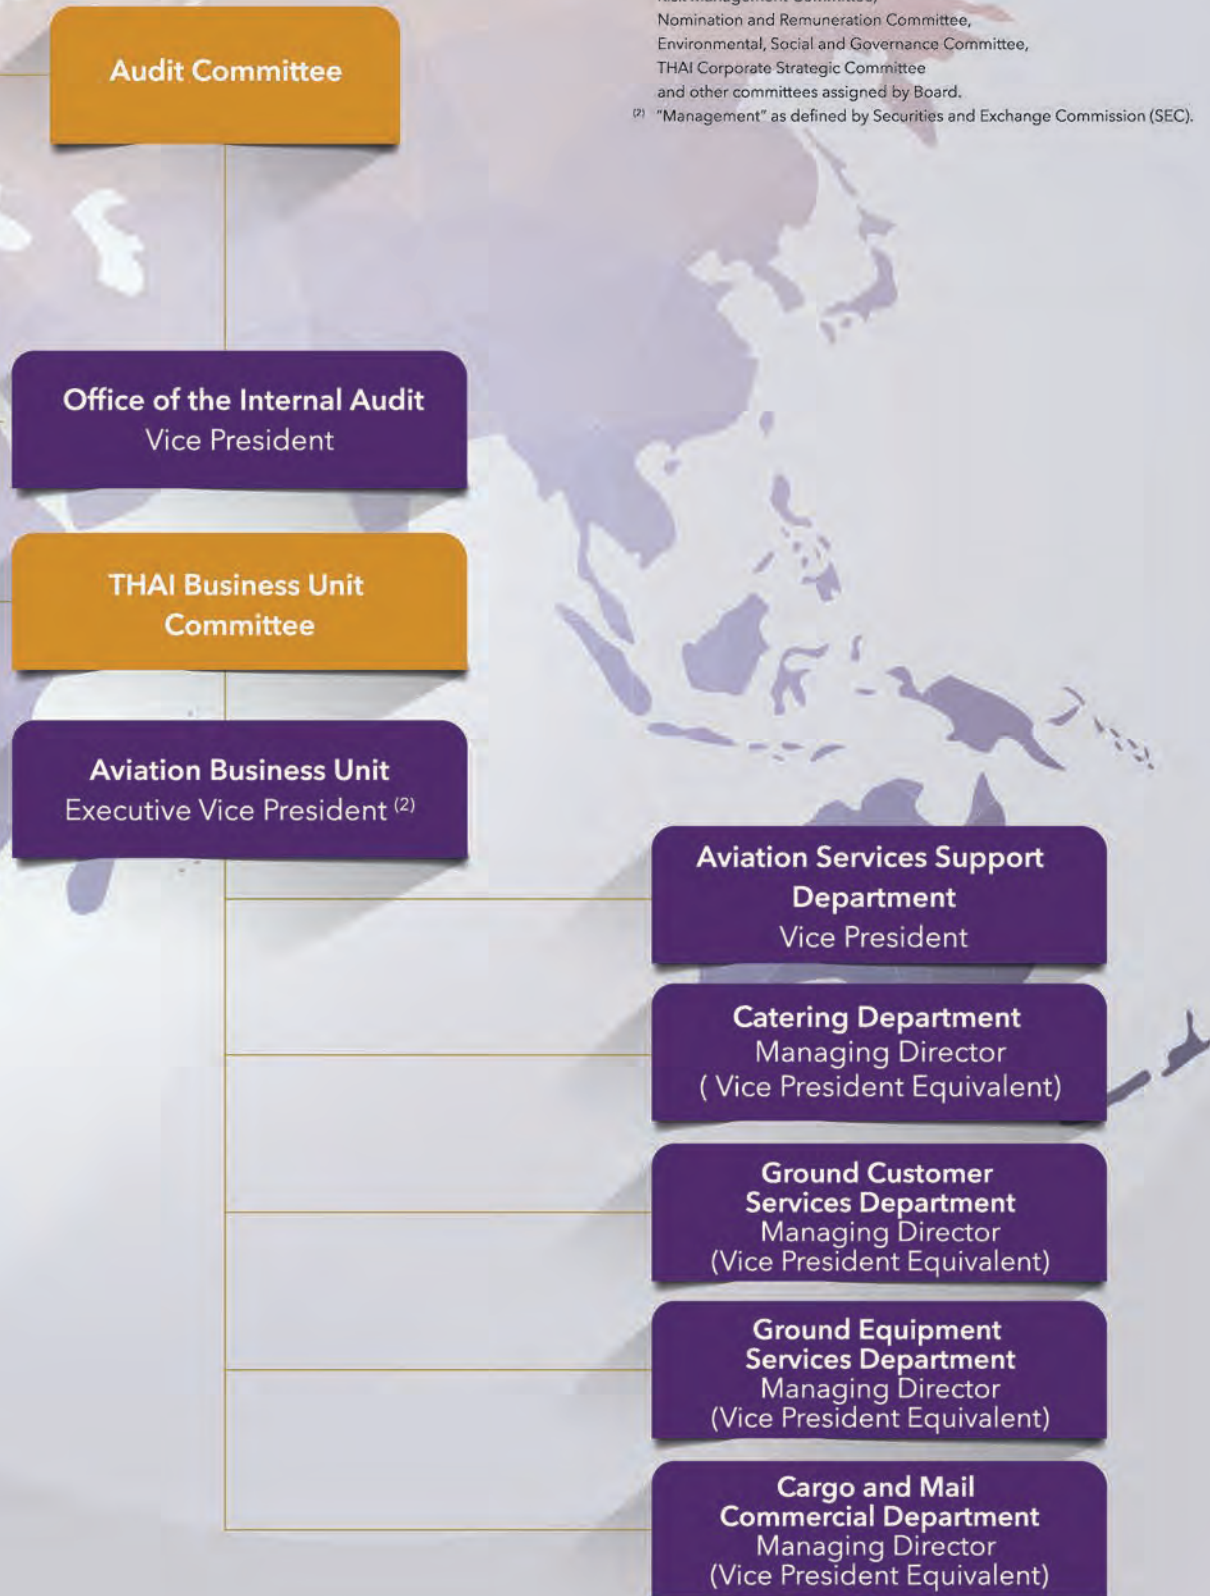 Nomination and Remuneration Committee,
Environmental, Social and Governance Committee,
THAI Corporate Strategic Committee
and other committees assigned by Board.
(2) "Management" as defined by Securities and Exchange Commission (SEC).
Audit Committee
Office of the Internal Audit
Vice President
THAI Business Unit
Committee
Aviation Business Unit
Executive Vice President (2)
Aviation Services Support
Department
Vice President
Catering Department
Managing Director
( Vice President Equivalent)
Ground Customer
Services Department
Managing Director
(Vice President Equivalent)
Ground Equipment
Services Department
Managing Director
(Vice President Equivalent)
Cargo and Mail
Commercial Department
Managing Director
(Vice President Equivalent)